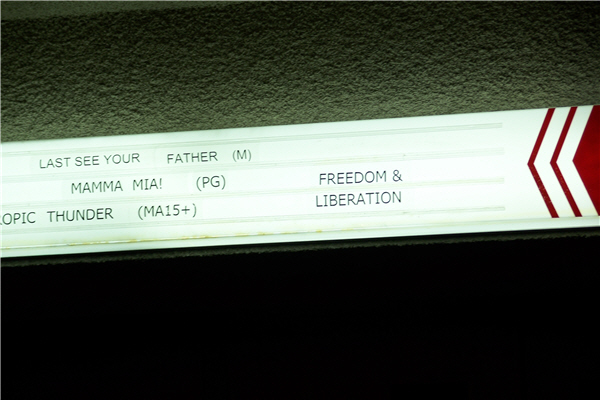 LAST SEE YOUR FATHER (M)
MAMMA MIA! (PG)
OPIC THUNDER (MA15+)
FREEDOM &
LIBERATION